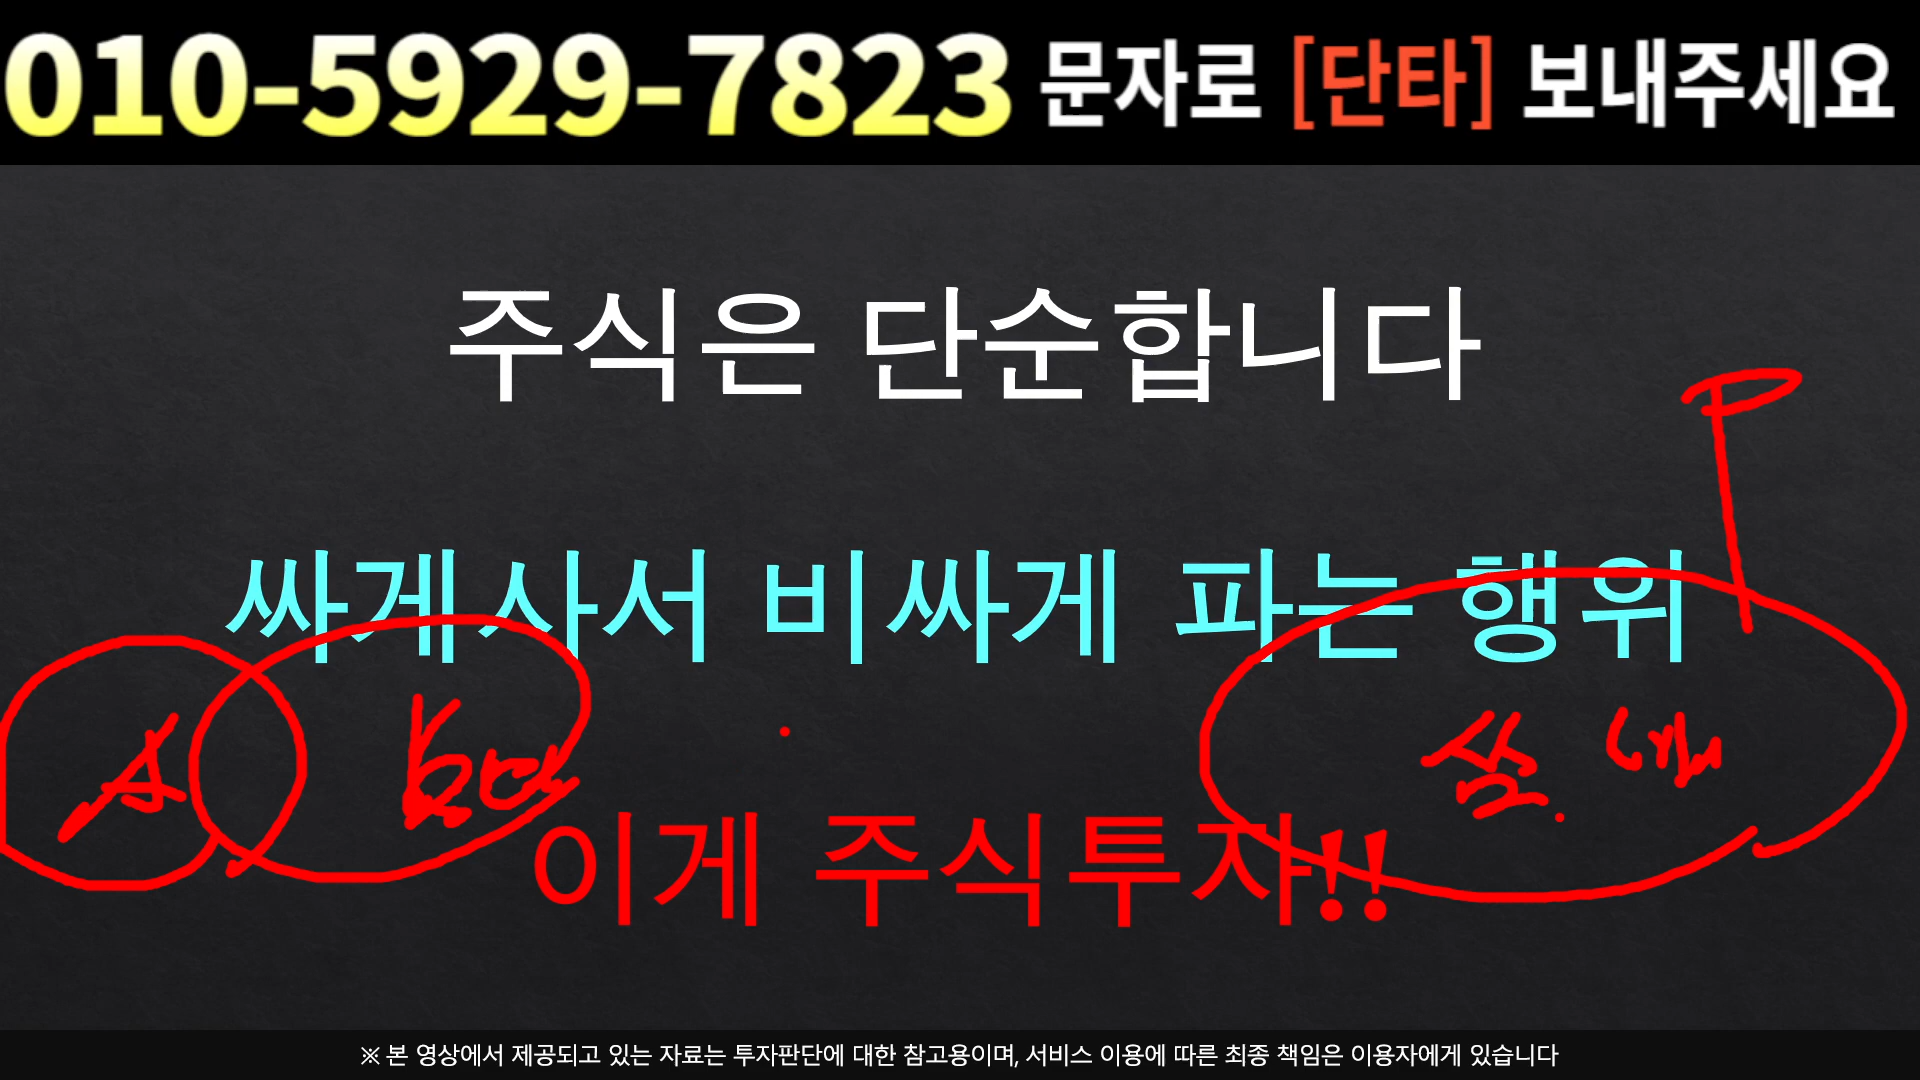 010-5929-7823 문자로 [단타] 보내주세요
주식은 단순합니다
싸게사서 비싸게 파는 행위
이게 주식투자!!
※ 본 영상에서 제공되고 있는 자료는 투자판단에 대한 참고용이며, 서비스 이용에 따른 최종 책임은 이용자에게 있습니다